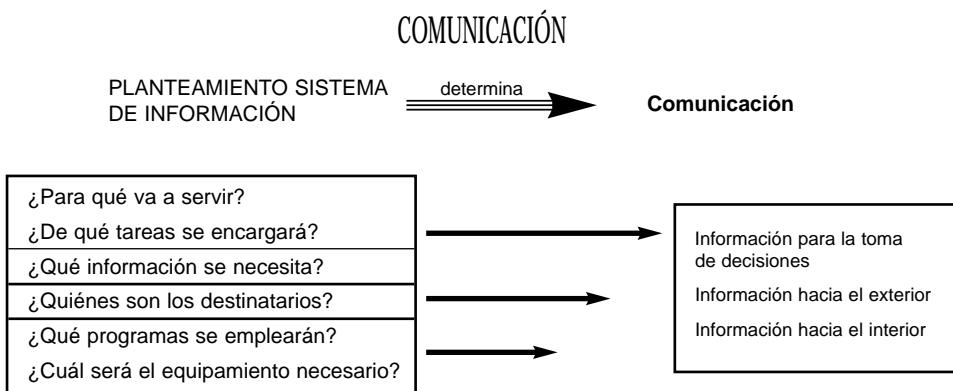 COMUNICACIÓN
PLANTEAMIENTO SISTEMA
DE INFORMACIÓN
determina
Comunicación
¿Para qué va a servir?
¿De qué tareas se encargará?
¿Qué información se necesita?
¿Quiénes son los destinatarios?
¿Qué programas se emplearán?
¿Cuál será el equipamiento necesario?
Información para la toma
de decisiones
Información hacia el exterior
Información hacia el interior